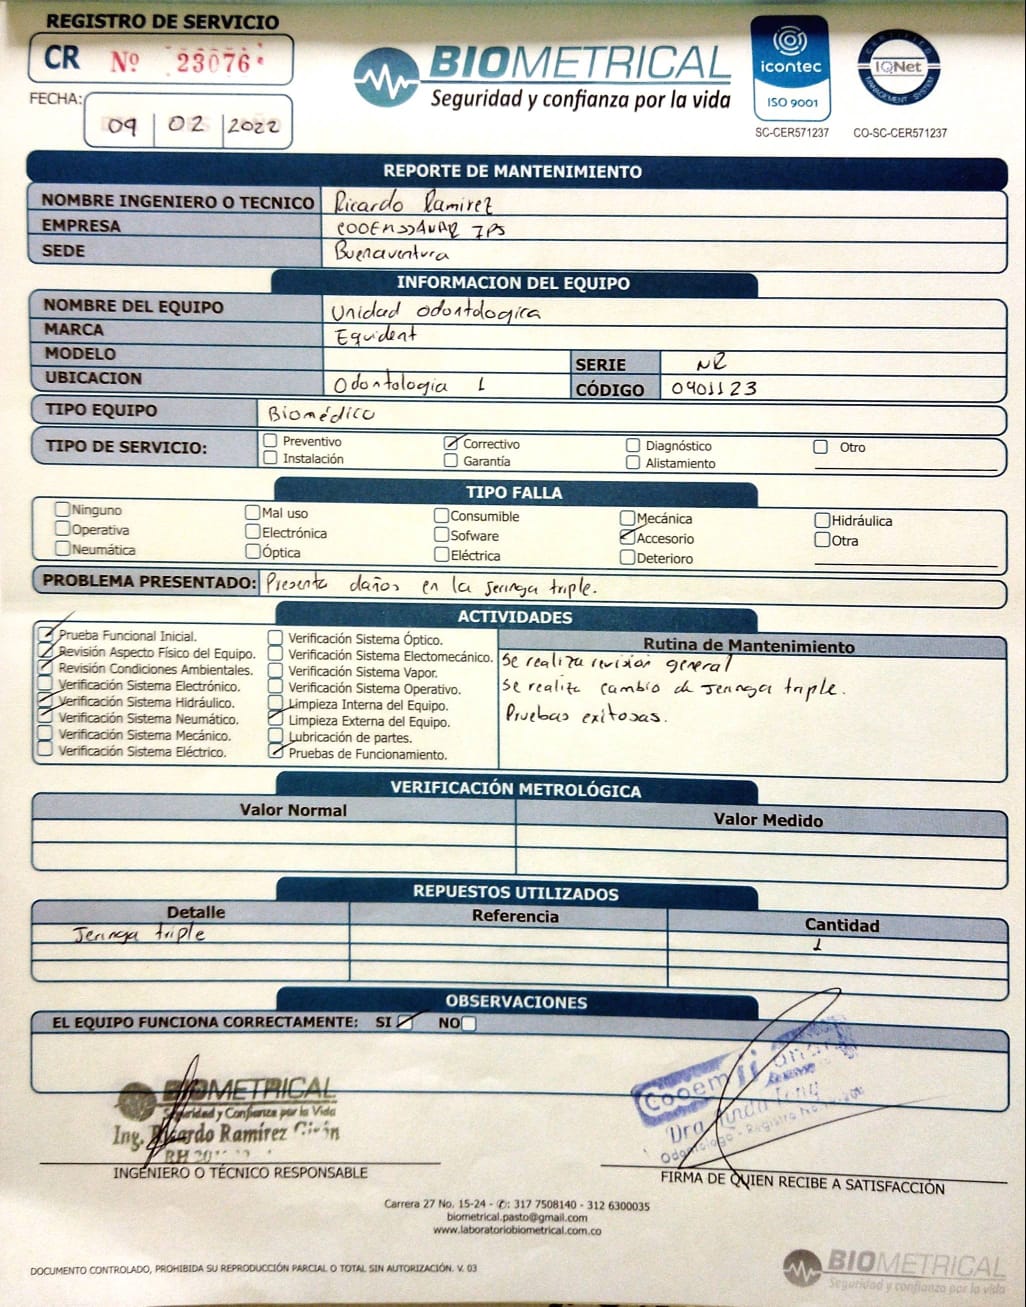 REGISTRO DE SERVICIO
CR Nº 23076
FECHA: 09 02 2022
BIOMETRICAL
Seguridad y confianza por la vida
icontec
ISO 9001
SC-CER571237
CERTIFIED
IQNet
MANAGEMENT SYSTEM
CO-SC-CER571237
REPORTE DE MANTENIMIENTO
NOMBRE INGENIERO O TECNICO Ricardo Ramirez
EMPRESA COOEMSSANAR IPS
SEDE Buenaventura
INFORMACION DEL EQUIPO
NOMBRE DEL EQUIPO Unidad odontologica
MARCA Equident
MODELO SERIE NR
UBICACION Odontologia 1 CÓDIGO 0901123
TIPO EQUIPO Biomédico
TIPO DE SERVICIO: Preventivo Correctivo Diagnóstico Otro
Instalación Garantía Alistamiento
TIPO FALLA
Ninguno Mal uso Consumible Mecánica Hidráulica
Operativa Electrónica Sofware Accesorio Otra
Neumática Óptica Eléctrica Deterioro
PROBLEMA PRESENTADO: Presenta daños en la Jeringa triple.
ACTIVIDADES
Prueba Funcional Inicial. Verificación Sistema Óptico. Rutina de Mantenimiento
Revisión Aspecto Físico del Equipo. Verificación Sistema Electomecánico. Se realiza revisión general
Revisión Condiciones Ambientales. Verificación Sistema Vapor.
Verificación Sistema Electrónico. Verificación Sistema Operativo. Se realiza cambio de Jeringa triple.
Verificación Sistema Hidráulico. Limpieza Interna del Equipo.
Verificación Sistema Neumático. Limpieza Externa del Equipo. Pruebas exitosas.
Verificación Sistema Mecánico. Lubricación de partes.
Verificación Sistema Eléctrico. Pruebas de Funcionamiento.
VERIFICACIÓN METROLÓGICA
Valor Normal Valor Medido
REPUESTOS UTILIZADOS
Detalle Referencia Cantidad
Jeringa triple 1
OBSERVACIONES
EL EQUIPO FUNCIONA CORRECTAMENTE: SI NO
BIOMETRICAL
Seguridad y Confianza por la Vida
Ing. Ricardo Ramirez
INGENIERO O TÉCNICO RESPONSABLE
Dra
Odontólogo - Registro No.
FIRMA DE QUIEN RECIBE A SATISFACCIÓN
Carrera 27 No. 15-24 - ✆: 317 7508140 - 312 6300035
biometrical.pasto@gmail.com
www.laboratoriobiometrical.com.co
DOCUMENTO CONTROLADO, PROHIBIDA SU REPRODUCCIÓN PARCIAL O TOTAL SIN AUTORIZACIÓN. V. 03
BIOMETRICAL
Seguridad y confianza por la vida